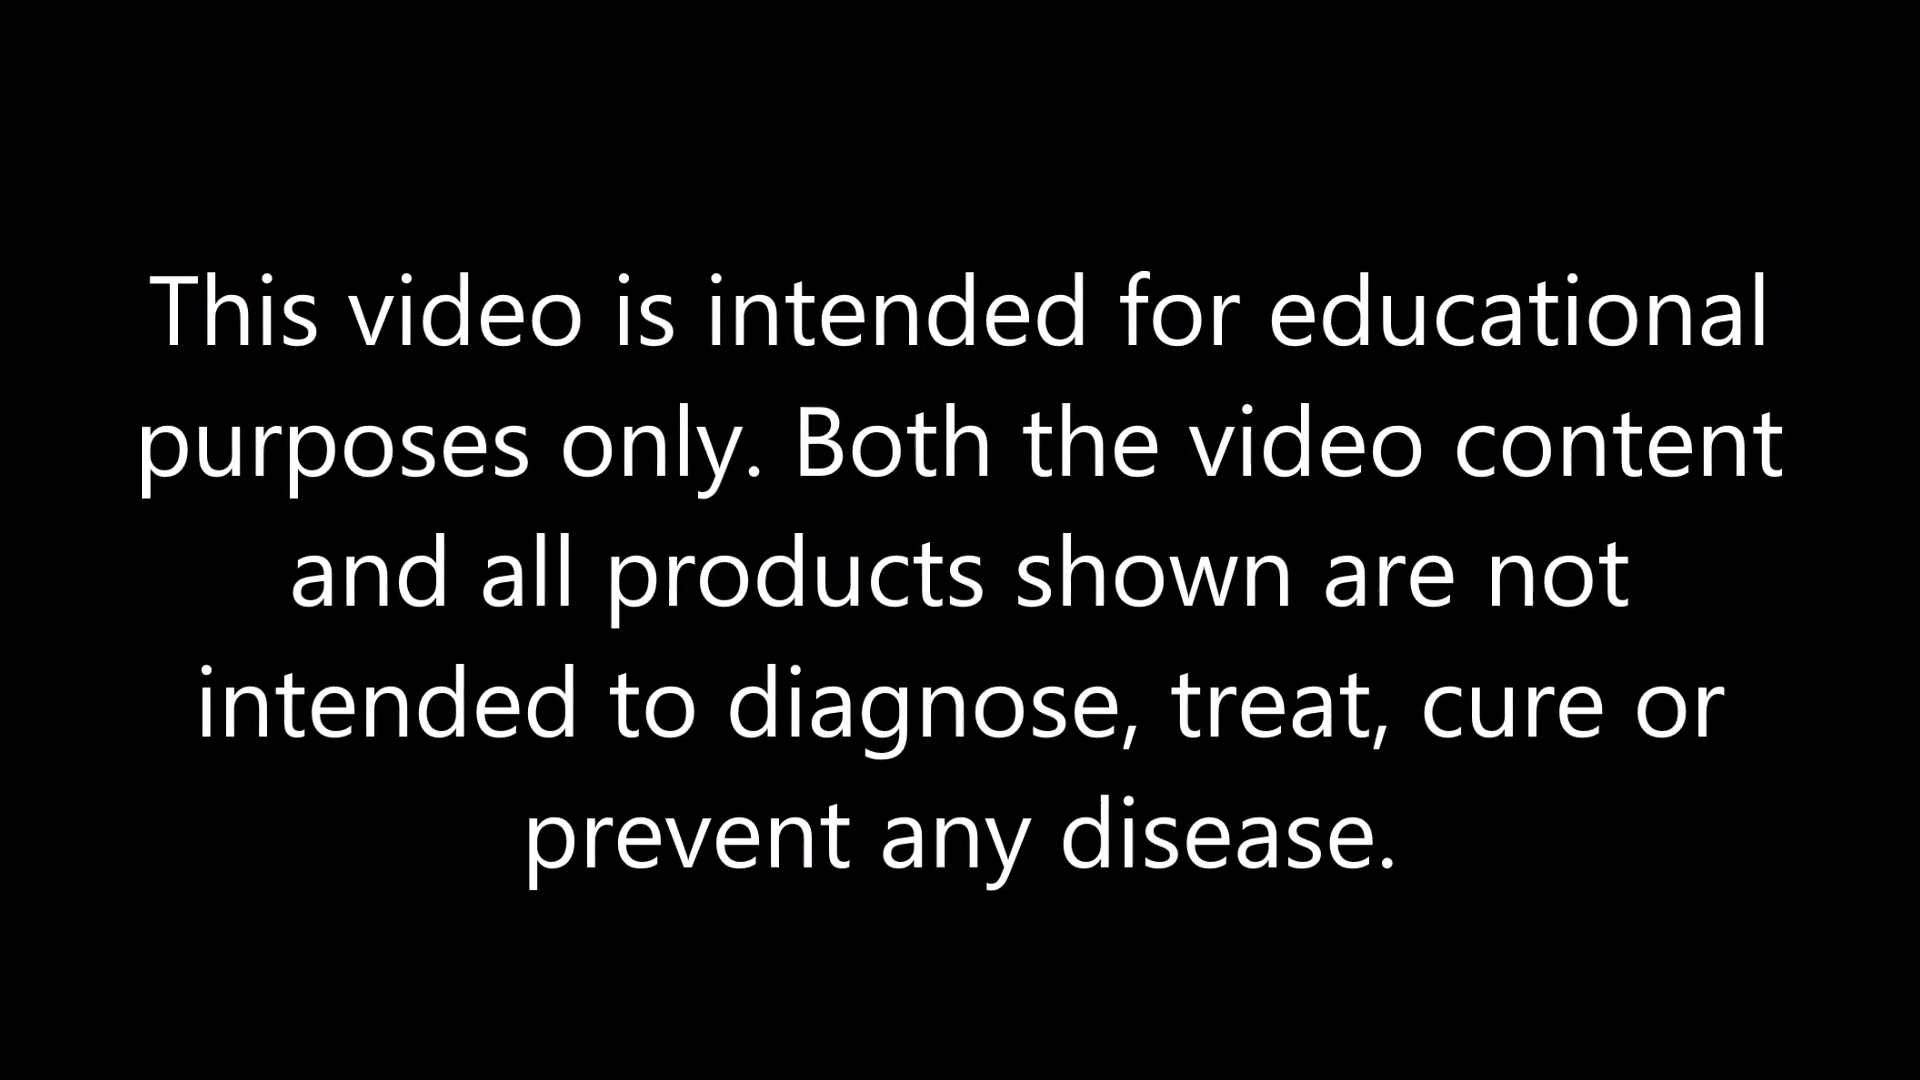 This video is intended for educational
purposes only. Both the video content
and all products shown are not
intended to diagnose, treat, cure or
prevent any disease.